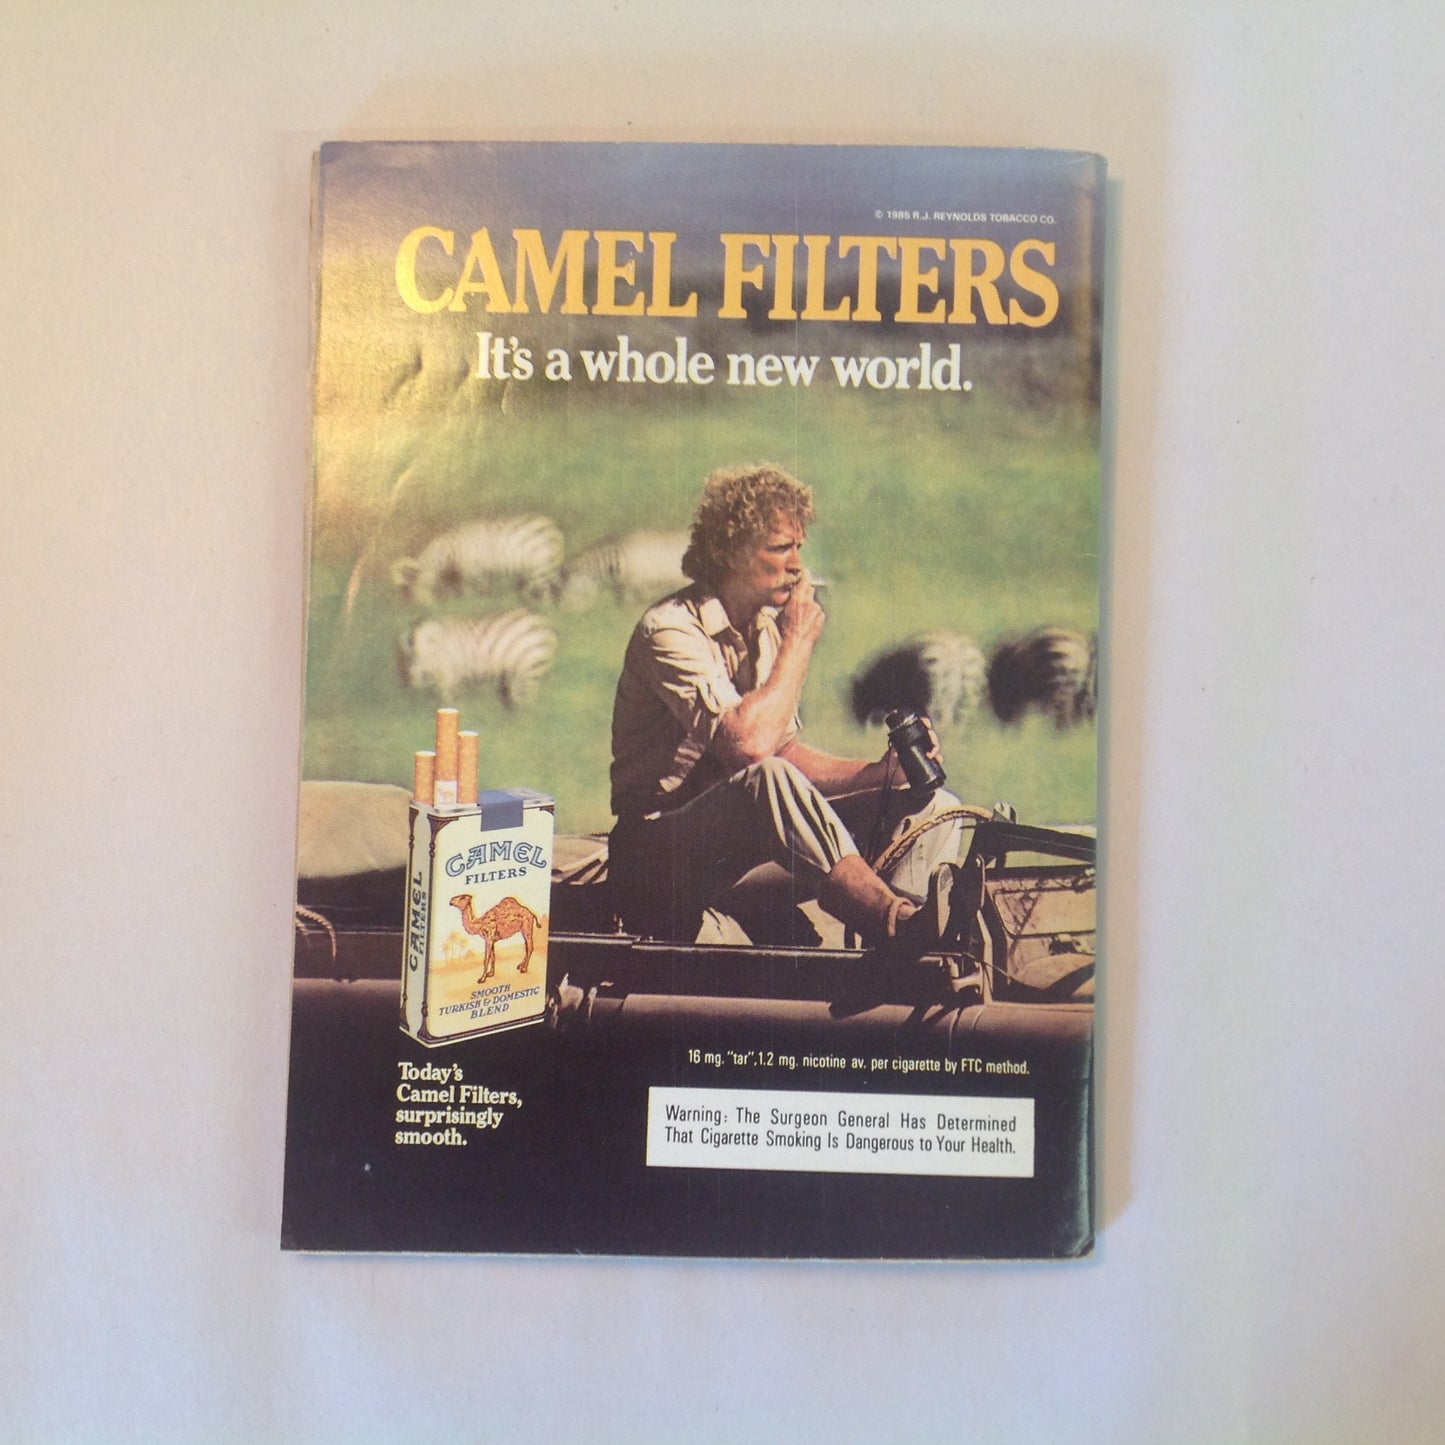 © 1985 R.J. REYNOLDS TOBACCO CO.
CAMEL FILTERS
It's a whole new world.
CAMEL
FILTERS
CAMEL
FILTERS
SMOOTH
TURKISH & DOMESTIC
BLEND
Today's
Camel Filters,
surprisingly
smooth.
16 mg. "tar", 1.2 mg. nicotine av. per cigarette by FTC method.
Warning: The Surgeon General Has Determined
That Cigarette Smoking Is Dangerous to Your Health.